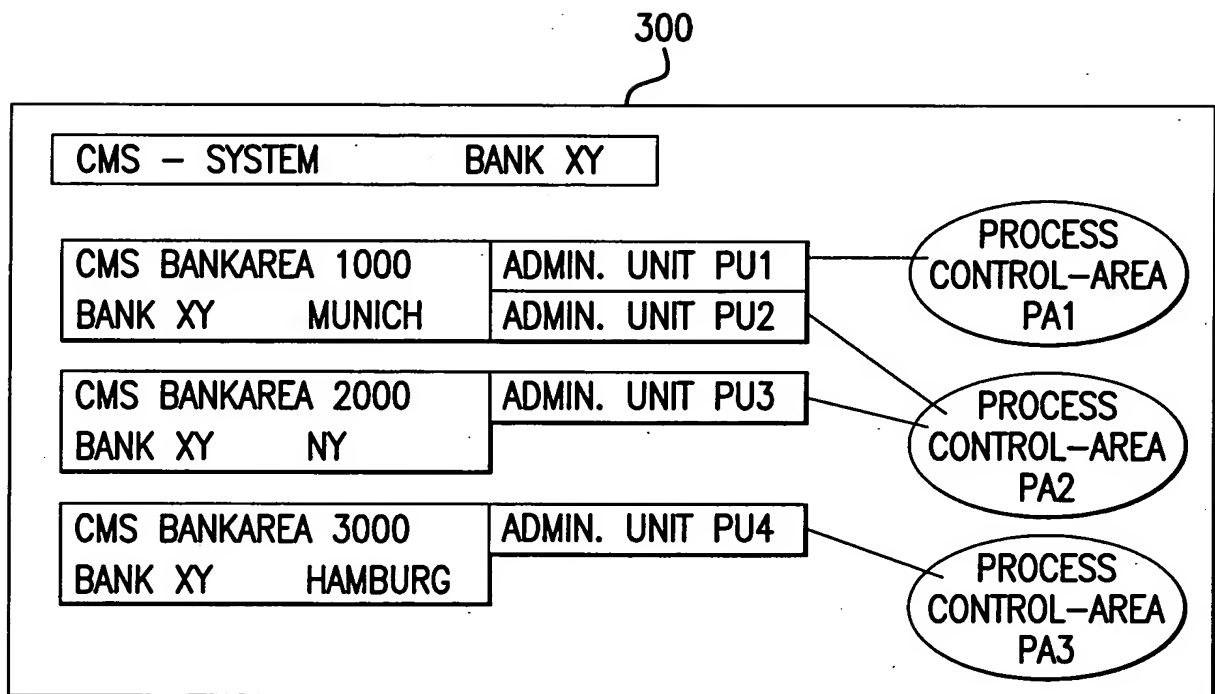 300
CMS – SYSTEM BANK XY
CMS BANKAREA 1000
BANK XY MUNICH
ADMIN. UNIT PU1
ADMIN. UNIT PU2
PROCESS
CONTROL–AREA
PA1
CMS BANKAREA 2000
BANK XY NY
ADMIN. UNIT PU3
PROCESS
CONTROL–AREA
PA2
CMS BANKAREA 3000
BANK XY HAMBURG
ADMIN. UNIT PU4
PROCESS
CONTROL–AREA
PA3